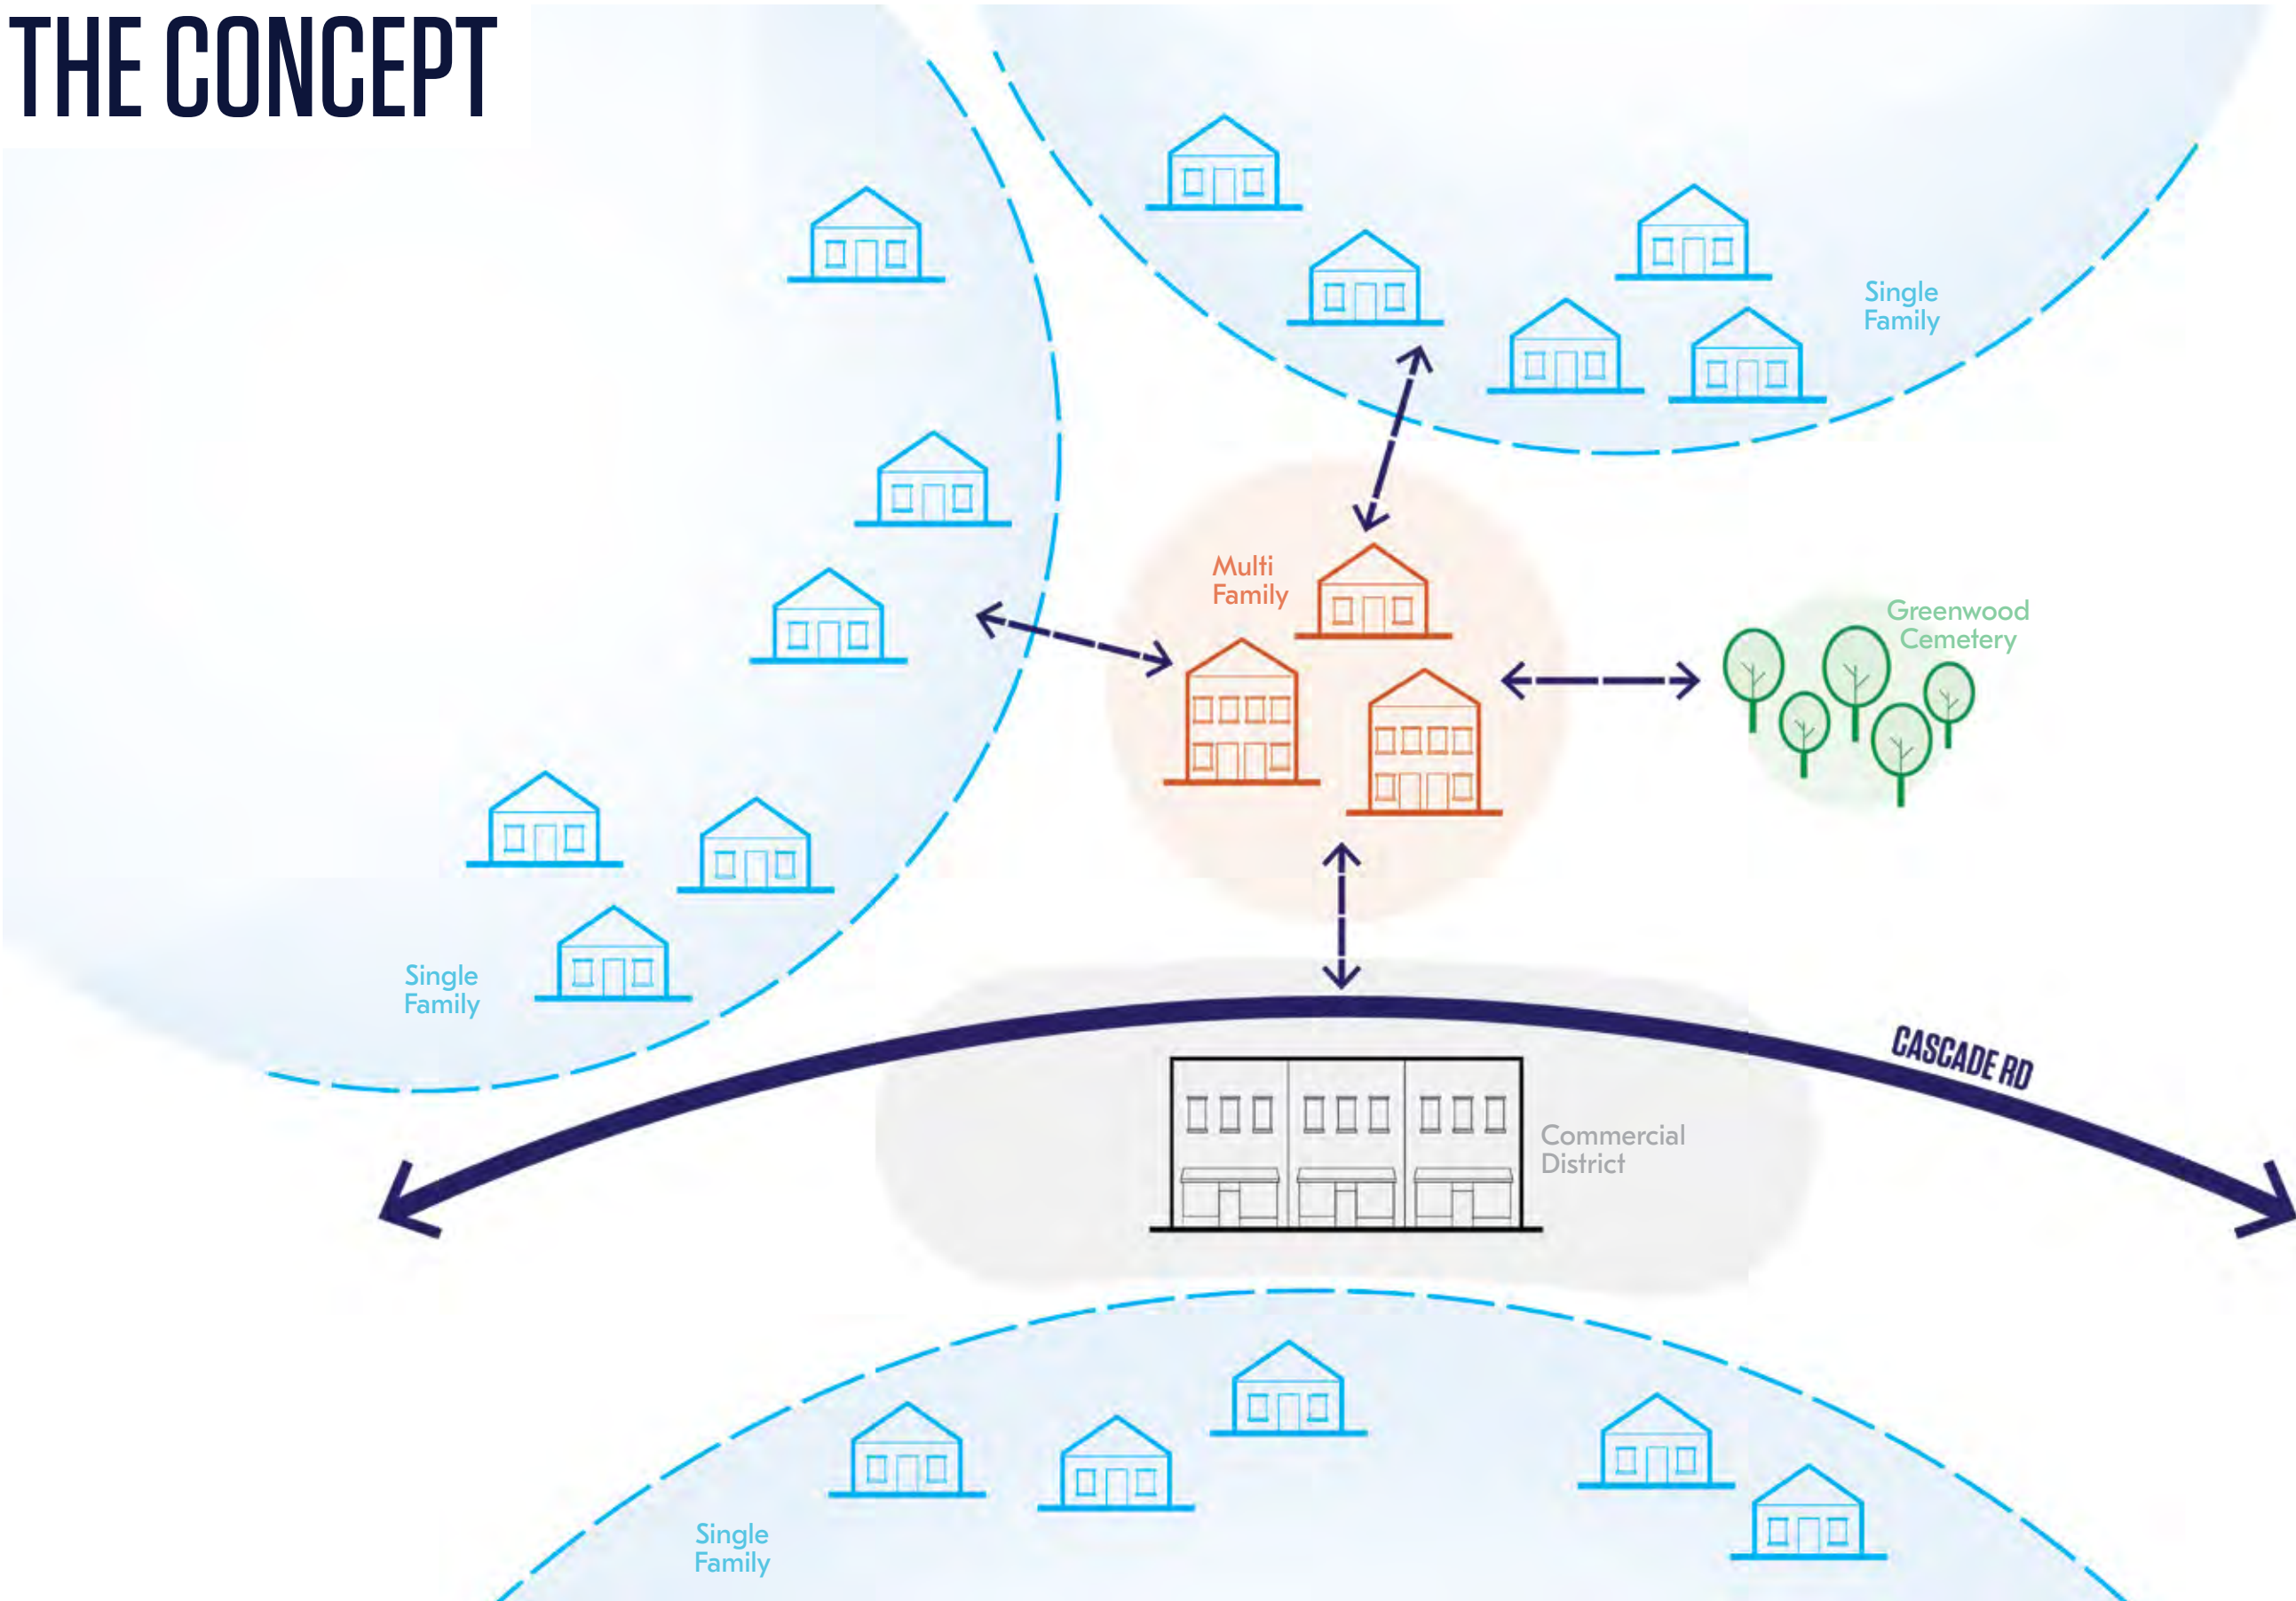 THE CONCEPT
Single
Family
Multi
Family
Greenwood
Cemetery
Single
Family
CASCADE RD
Commercial
District
Single
Family